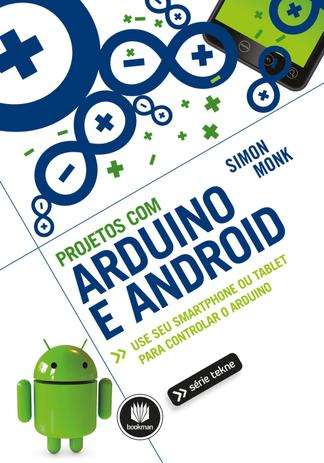 SIMON
MONK
PROJETOS COM
ARDUINO
E ANDROID
USE SEU SMARTPHONE OU TABLET
PARA CONTROLAR O ARDUINO
série tekne
bookman